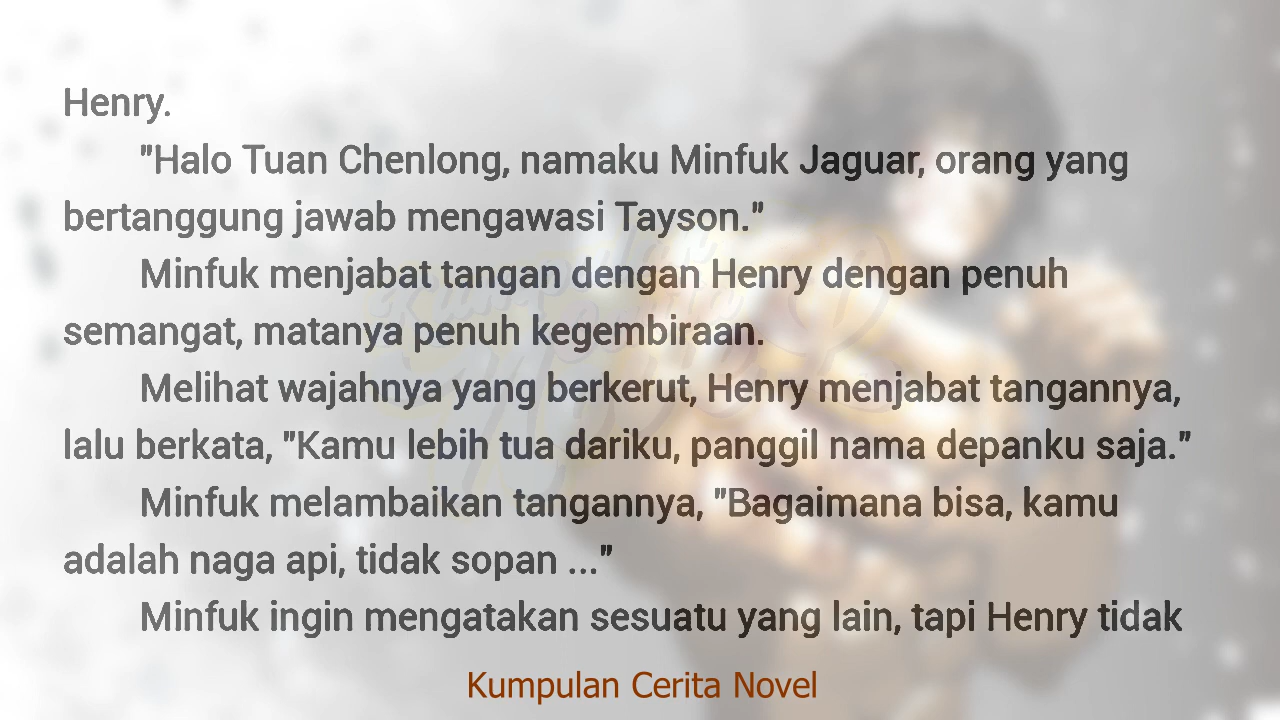 Henry.
"Halo Tuan Chenlong, namaku Minfuk Jaguar, orang yang
bertanggung jawab mengawasi Tayson."
Minfuk menjabat tangan dengan Henry dengan penuh
semangat, matanya penuh kegembiraan.
Melihat wajahnya yang berkerut, Henry menjabat tangannya,
lalu berkata, "Kamu lebih tua dariku, panggil nama depanku saja."
Minfuk melambaikan tangannya, "Bagaimana bisa, kamu
adalah naga api, tidak sopan ..."
Minfuk ingin mengatakan sesuatu yang lain, tapi Henry tidak
Kumpulan Cerita Novel